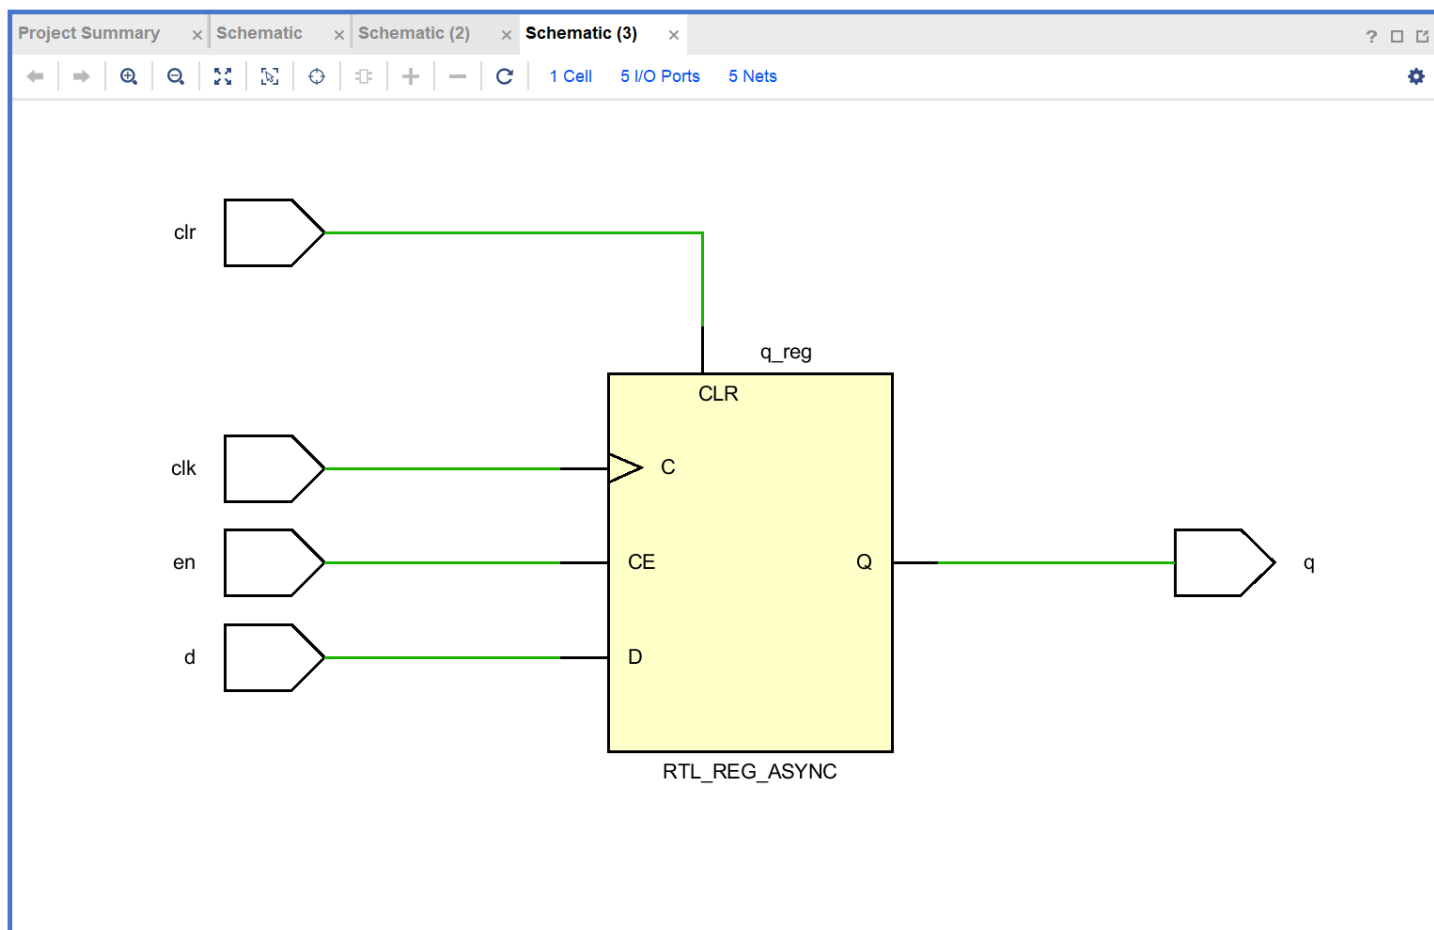 Project Summary × Schematic × Schematic (2) × Schematic (3) ×
?
1 Cell 5 I/O Ports 5 Nets
clr
q_reg
CLR
clk
C
en
CE
Q
q
d
D
RTL_REG_ASYNC